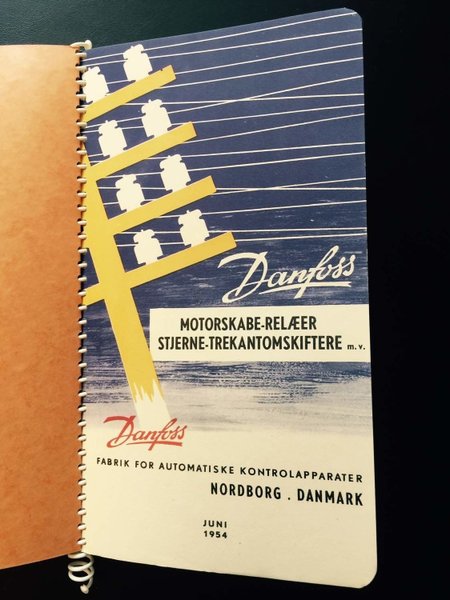 Danfoss
MOTORSKABE-RELÆER
STJERNE-TREKANTOMSKIFTERE m.v.
Danfoss
FABRIK FOR AUTOMATISKE KONTROLAPPARATER
NORDBORG . DANMARK
JUNI
1954